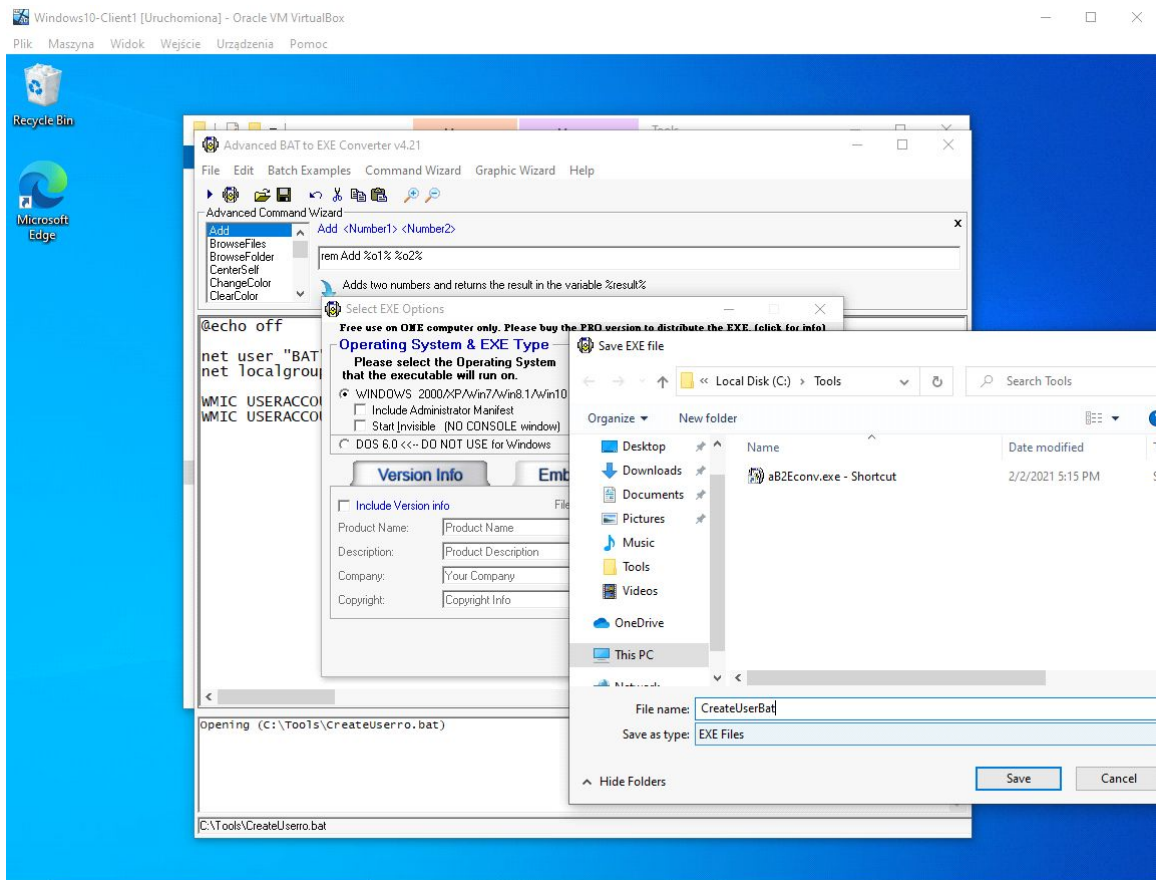 Windows10-Client1 [Uruchomiona] - Oracle VM VirtualBox
Plik Maszyna Widok Wejście Urządzenia Pomoc
Recycle Bin
Microsoft
Edge
Tools
Advanced BAT to EXE Converter v4.21
File Edit Batch Examples Command Wizard Graphic Wizard Help
Advanced Command Wizard
Add
BrowseFiles
BrowseFolder
CenterSelf
ChangeColor
ClearColor
Add <Number1> <Number2>
x
rem Add %o1% %o2%
Adds two numbers and returns the result in the variable %result%
@echo off
net user "BAT
net localgrou
WMIC USERACCOU
WMIC USERACCOU
Select EXE Options
Free use on ONE computer only. Please buy the PRO version to distribute the EXE. (click for info)
Operating System & EXE Type
Please select the Operating System
that the executable will run on.
WINDOWS 2000/XP/Win7/Win8.1/Win10
Include Administrator Manifest
Start Invisible (NO CONSOLE window)
DOS 6.0 <<-- DO NOT USE for Windows
Version Info
Emb
Include Version info
File
Product Name: Product Name
Description: Product Description
Company: Your Company
Copyright: Copyright Info
Save EXE file
« Local Disk (C:) › Tools
Search Tools
Organize
New folder
Desktop
Downloads
Documents
Pictures
Music
Tools
Videos
OneDrive
This PC
Name
Date modified
aB2Econv.exe - Shortcut
2/2/2021 5:15 PM
File name: CreateUserBat
Save as type: EXE Files
Hide Folders
Save
Cancel
Opening (C:\Tools\CreateUserro.bat)
C:\Tools\CreateUserro.bat